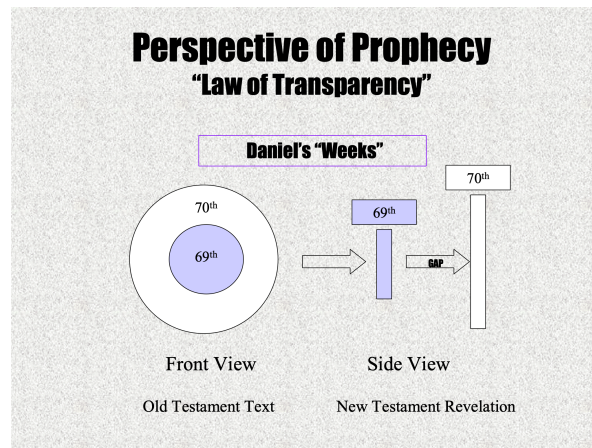 Perspective of Prophecy
“Law of Transparency”
Daniel’s “Weeks”
70th
69th
69th
GAP
70th
Front View
Side View
Old Testament Text
New Testament Revelation